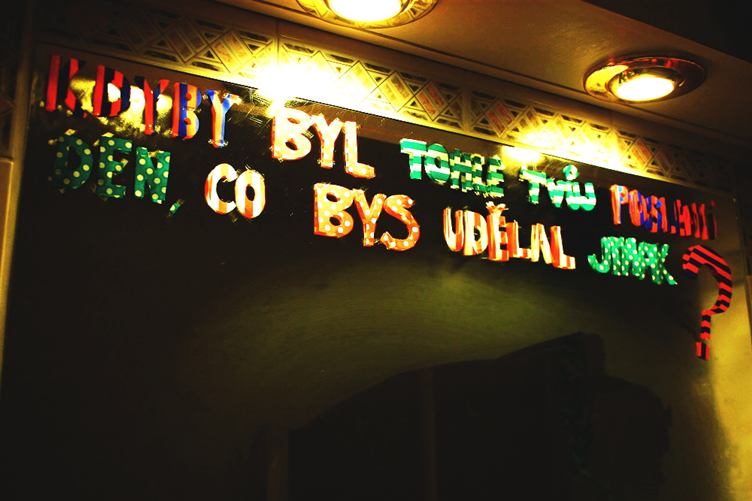 KDYBY BYL TOHLE TVŮJ POSLEDNÍ
DEN, CO BYS UDĚLAL JINAK?